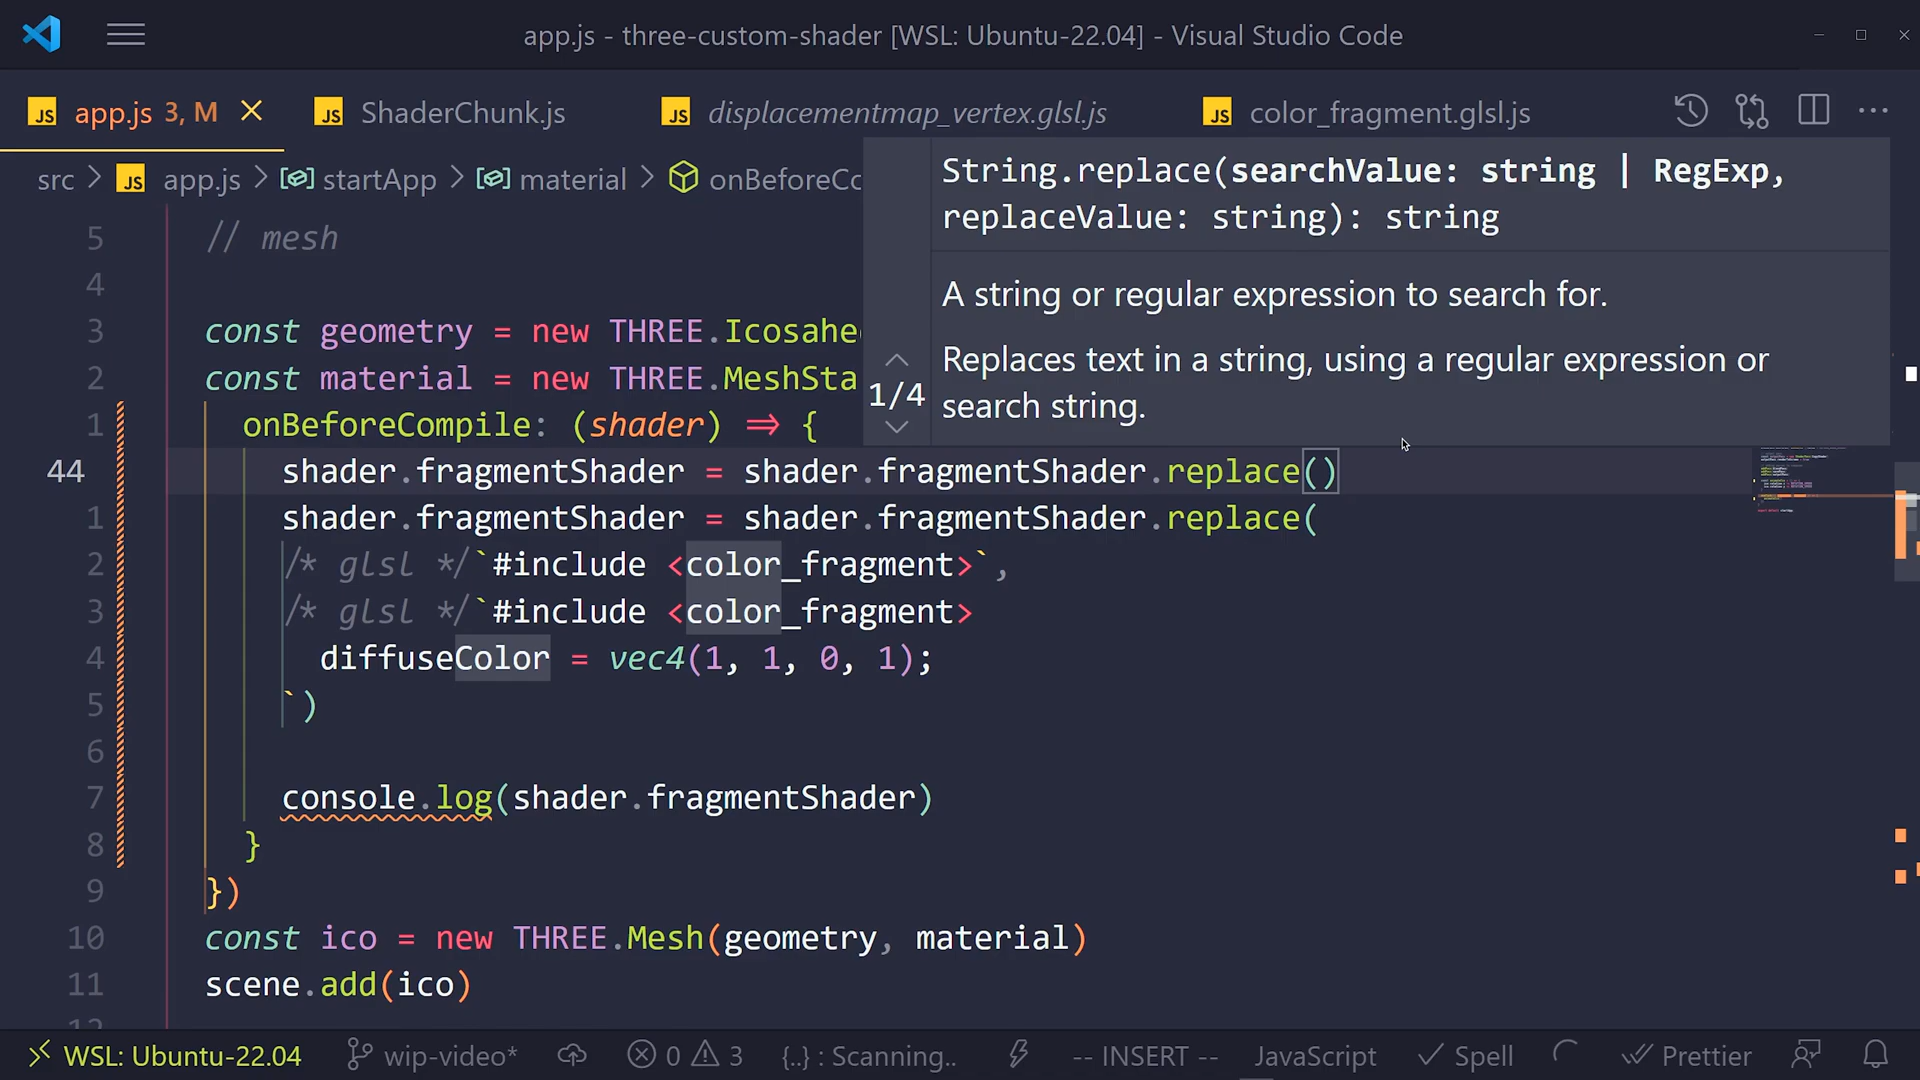 app.js - three-custom-shader [WSL: Ubuntu-22.04] - Visual Studio Code
JS app.js 3, M
JS ShaderChunk.js
JS displacementmap_vertex.glsl.js
JS color_fragment.glsl.js
src > JS app.js > startApp > material > onBeforeCo
String.replace(searchValue: string | RegExp,
replaceValue: string): string
A string or regular expression to search for.
1/4
Replaces text in a string, using a regular expression or
search string.
5 // mesh
4
3 const geometry = new THREE.Icosahe
2 const material = new THREE.MeshSta
1 onBeforeCompile: (shader) => {
44 shader.fragmentShader = shader.fragmentShader.replace()
1 shader.fragmentShader = shader.fragmentShader.replace(
2 /* glsl */`#include <color_fragment>`,
3 /* glsl */`#include <color_fragment>
4 diffuseColor = vec4(1, 1, 0, 1);
5 `)
6
7 console.log(shader.fragmentShader)
8 }
9 })
10 const ico = new THREE.Mesh(geometry, material)
11 scene.add(ico)
12
WSL: Ubuntu-22.04 wip-video* 0 3 {..} : Scanning.. -- INSERT -- JavaScript Spell Prettier